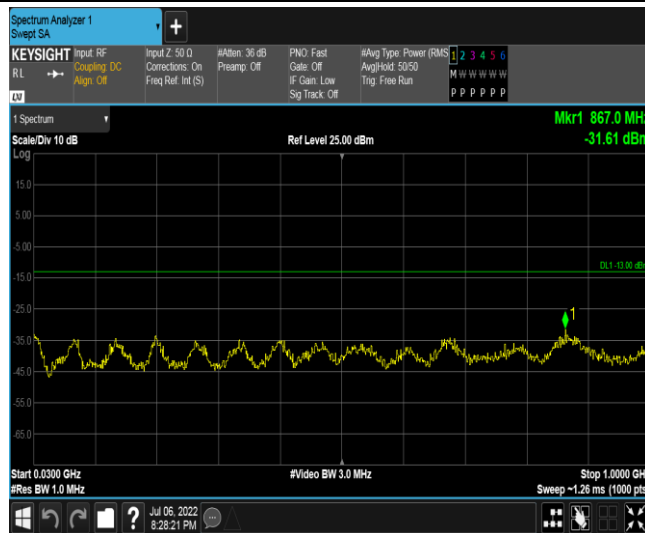 Spectrum Analyzer 1
Swept SA
+
KEYSIGHT Input: RF Input Z: 50 Ω #Atten: 36 dB PNO: Fast #Avg Type: Power (RMS 1 2 3 4 5 6
RL Coupling: DC Corrections: On Preamp: Off Gate: Off Avg|Hold: 50/50 M W W W W W
Align: Off Freq Ref: Int (S) IF Gain: Low Trig: Free Run
Sig Track: Off P P P P P P
1 Spectrum Mkr1 867.0 MHz
Scale/Div 10 dB Ref Level 25.00 dBm -31.61 dBm
Log
15.0
5.00
-5.00
DL1 -13.00 dBm
-15.0
-25.0
1
-35.0
-45.0
-55.0
-65.0
Start 0.0300 GHz #Video BW 3.0 MHz Stop 1.0000 GH
#Res BW 1.0 MHz Sweep ~1.26 ms (1000 pts
? Jul 06, 2022
8:28:21 PM